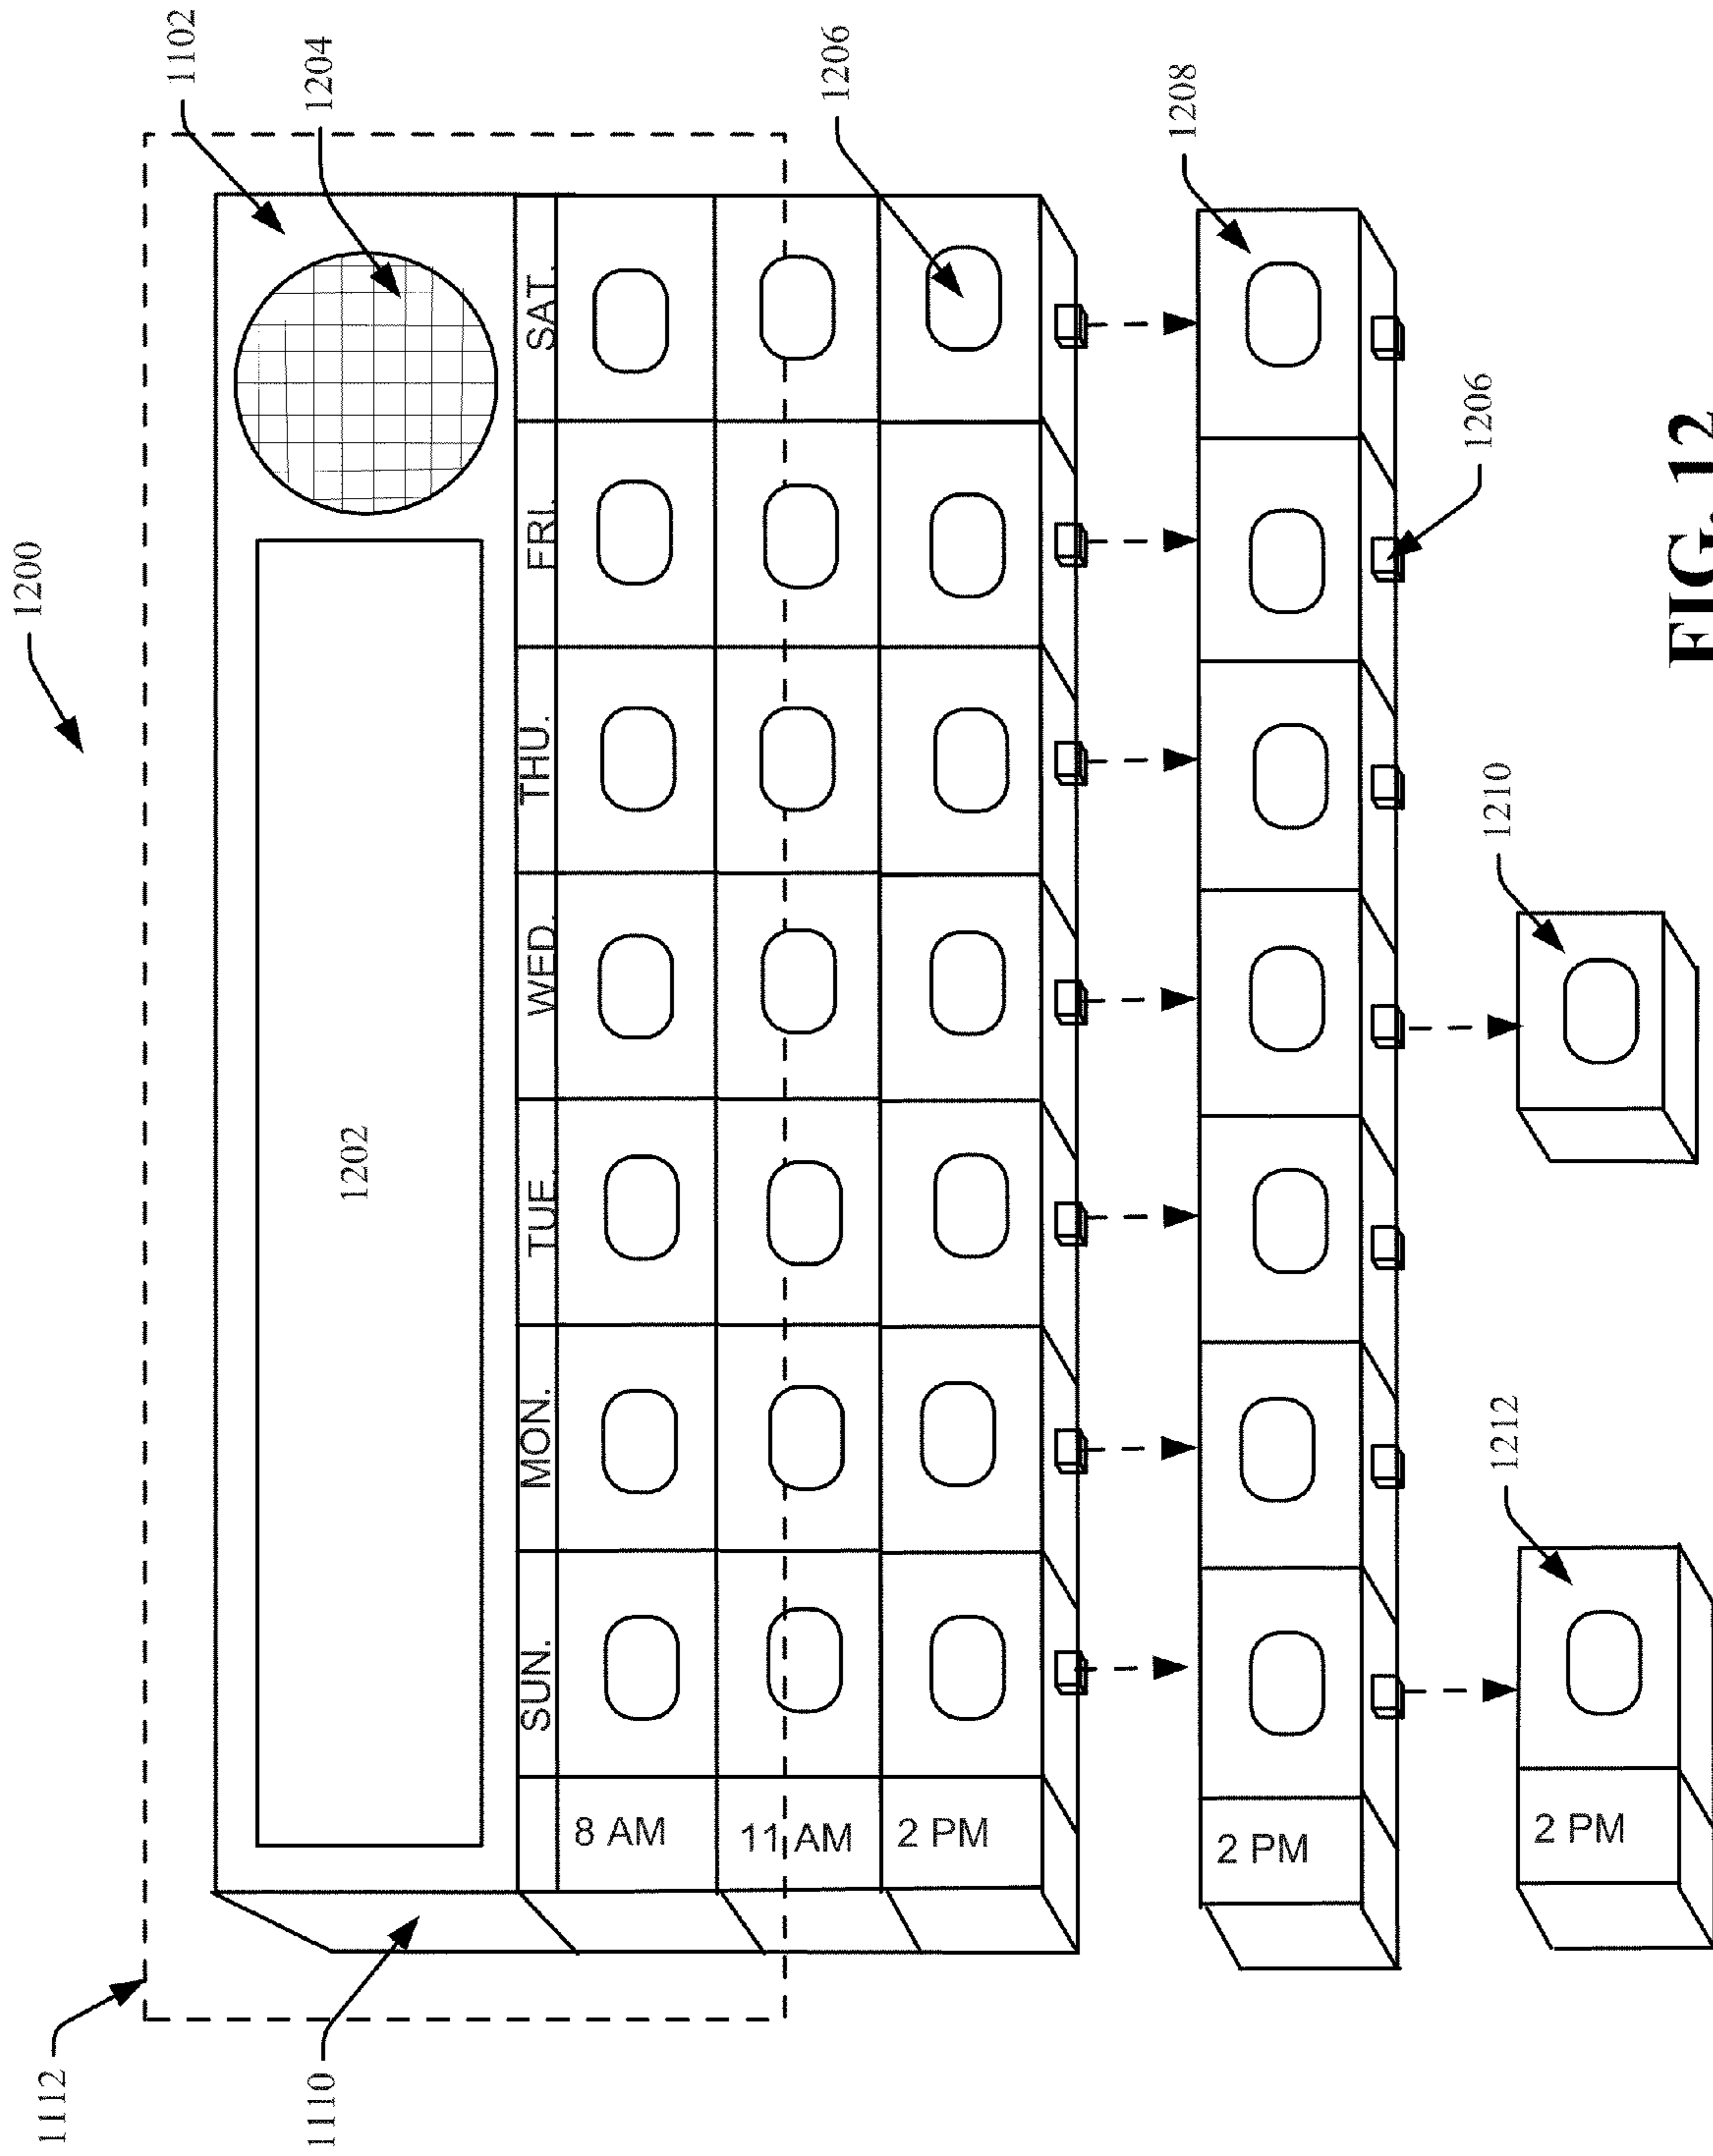 1200
1112
1102
1204
1110
1202
SUN. MON. TUE. WED. THU. FRI. SAT.
8 AM
11 AM
2 PM
1206
1208
2 PM
1206
1212
1210
2 PM
FIG. 12